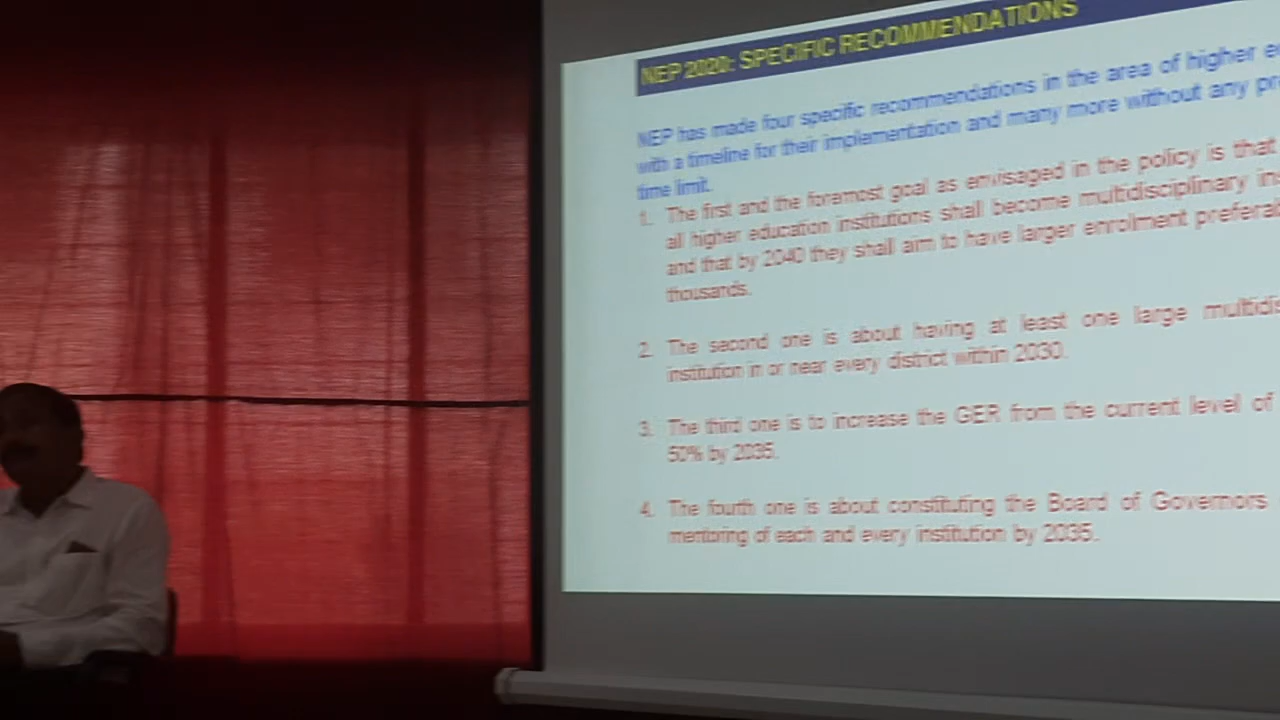 NEP 2020: SPECIFIC RECOMMENDATIONS
NEP has made four specific recommendations in the area of higher
with a timeline for their implementation and many more without any
time limit.
1. The first and the foremost goal as envisaged in the policy is that
all higher education institutions shall become multidisciplinary
and that by 2040 they shall aim to have larger enrolment
thousands.
2. The second one is about having at least one large
institution in or near every district within 2030.
3. The third one is to increase the GER from the current level of
50% by 2035.
4. The fourth one is about constituting the Board of Governors
mentoring of each and every institution by 2035.